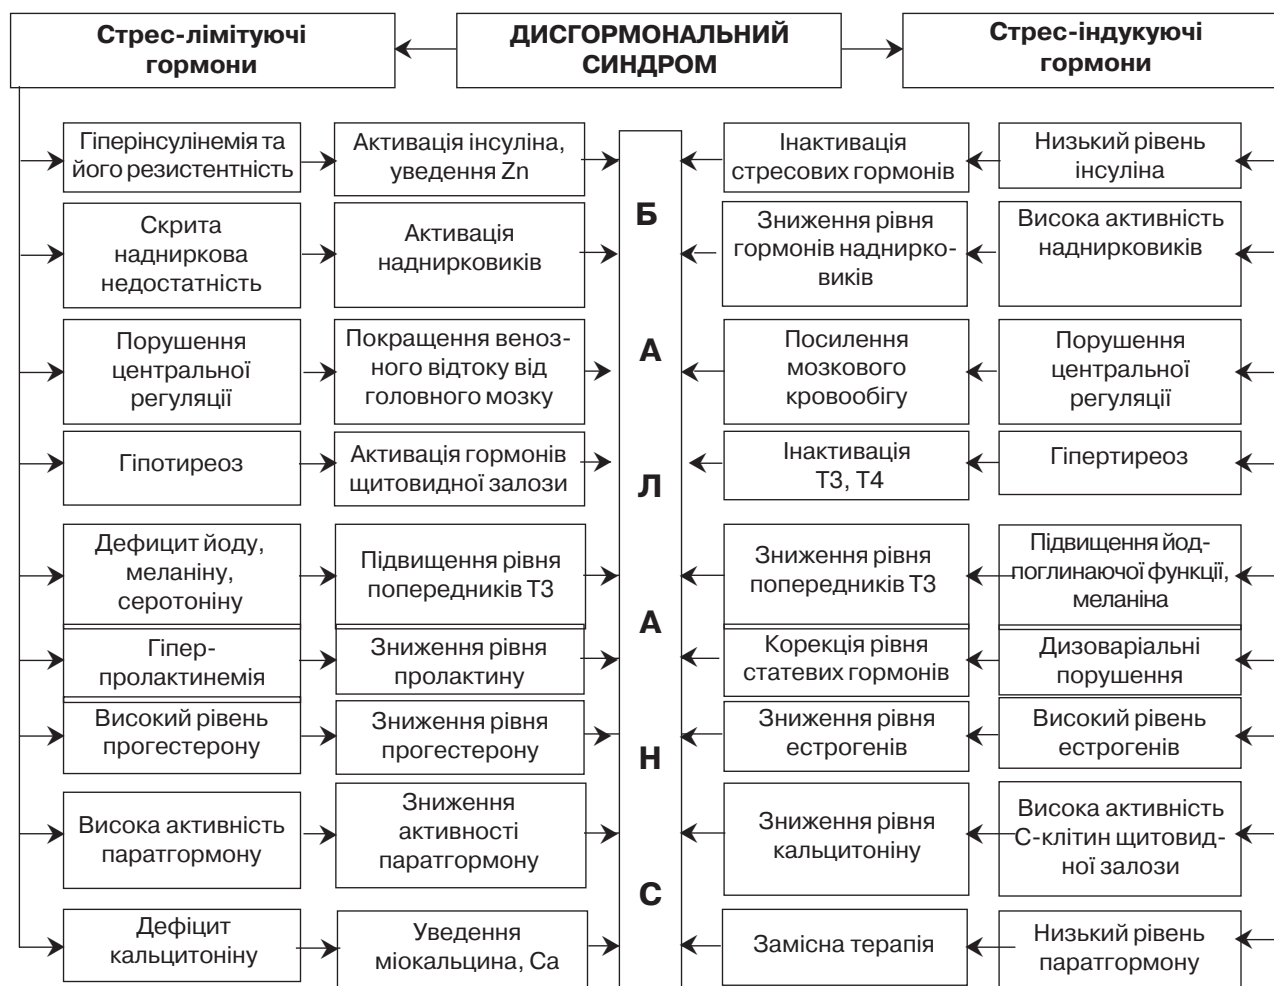 Стрес-лімітуючі
гормони
ДИСГОРМОНАЛЬНИЙ
СИНДРОМ
Стрес-індукуючі
гормони
Гіперінсулінемія та
його резистентність
Активація інсуліна,
уведення Zn
Інактивація
стресових гормонів
Низький рівень
інсуліна
Скрита
надниркова
недостатність
Активація
наднирковиків
Зниження рівня
гормонів наднирко-
виків
Висока активність
наднирковиків
Порушення
центральної
регуляції
Покращення веноз-
ного відтоку від
головного мозку
Посилення
мозкового
кровообігу
Порушення
центральної
регуляції
Гіпотиреоз
Активація гормонів
щитовидної залози
Інактивація
Т3, Т4
Гіпертиреоз
Дефицит йоду,
меланіну,
серотоніну
Підвищення рівня
попередників Т3
Зниження рівня
попередників Т3
Підвищення йод-
поглинаючої функції,
меланіна
Гіпер-
пролактинемія
Зниження рівня
пролактину
Корекція рівня
статевих гормонів
Дизоваріальні
порушення
Високий рівень
прогестерону
Зниження рівня
прогестерону
Зниження рівня
естрогенів
Високий рівень
естрогенів
Висока активність
паратгормону
Зниження
активності
паратгормону
Зниження рівня
кальцитоніну
Висока активність
С-клітин щитовид-
ної залози
Дефіцит
кальцитоніну
Уведення
міокальцина, Са
Замісна терапія
Низький рівень
паратгормону
Б
А
Л
А
Н
С